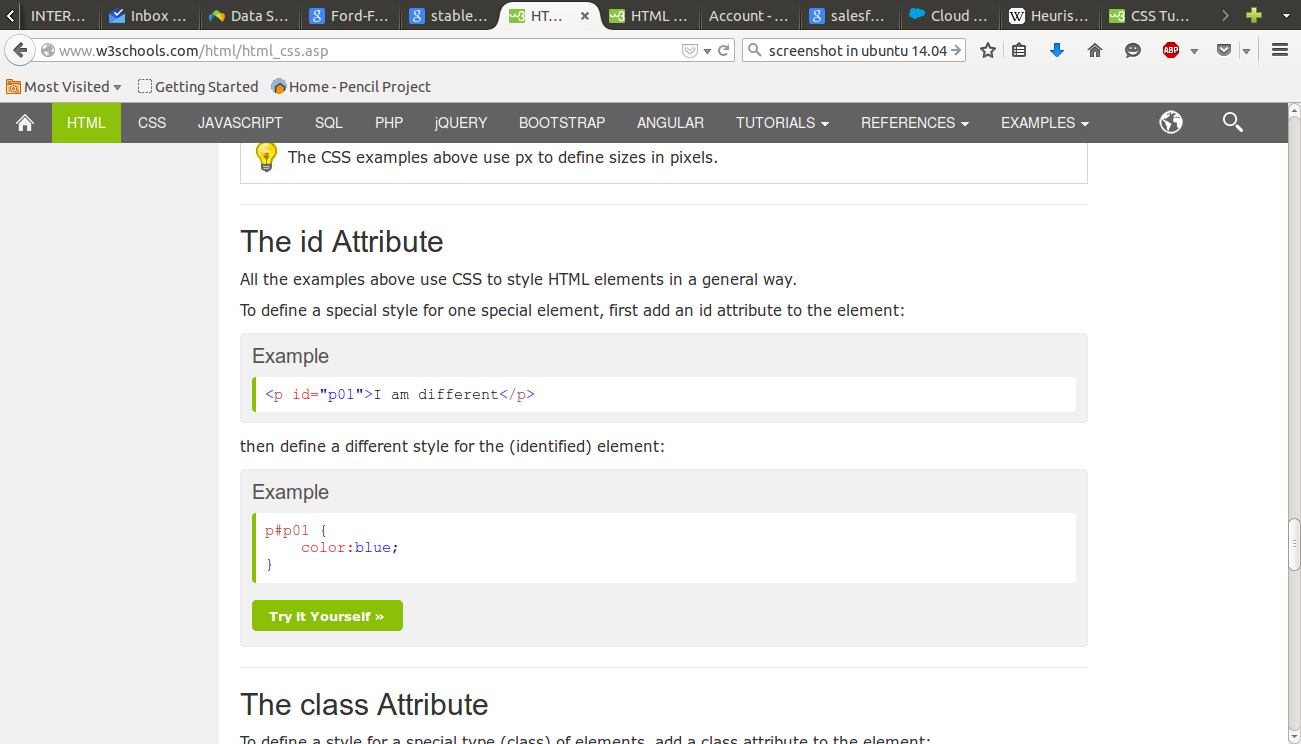 INTER... Inbox ... Data S... Ford-F... stable... HT... HTML ... Account - ... salesf... Cloud ... Heuris... CSS Tu...
www.w3schools.com/html/html_css.asp screenshot in ubuntu 14.04 ABP
Most Visited Getting Started Home - Pencil Project
HTML CSS JAVASCRIPT SQL PHP jQUERY BOOTSTRAP ANGULAR TUTORIALS REFERENCES EXAMPLES
The CSS examples above use px to define sizes in pixels.
The id Attribute
All the examples above use CSS to style HTML elements in a general way.
To define a special style for one special element, first add an id attribute to the element:
Example
<p id="p01">I am different</p>
then define a different style for the (identified) element:
Example
p#p01 {
    color:blue;
}
Try it Yourself »
The class Attribute
To define a style for a special type (class) of elements, add a class attribute to the element: